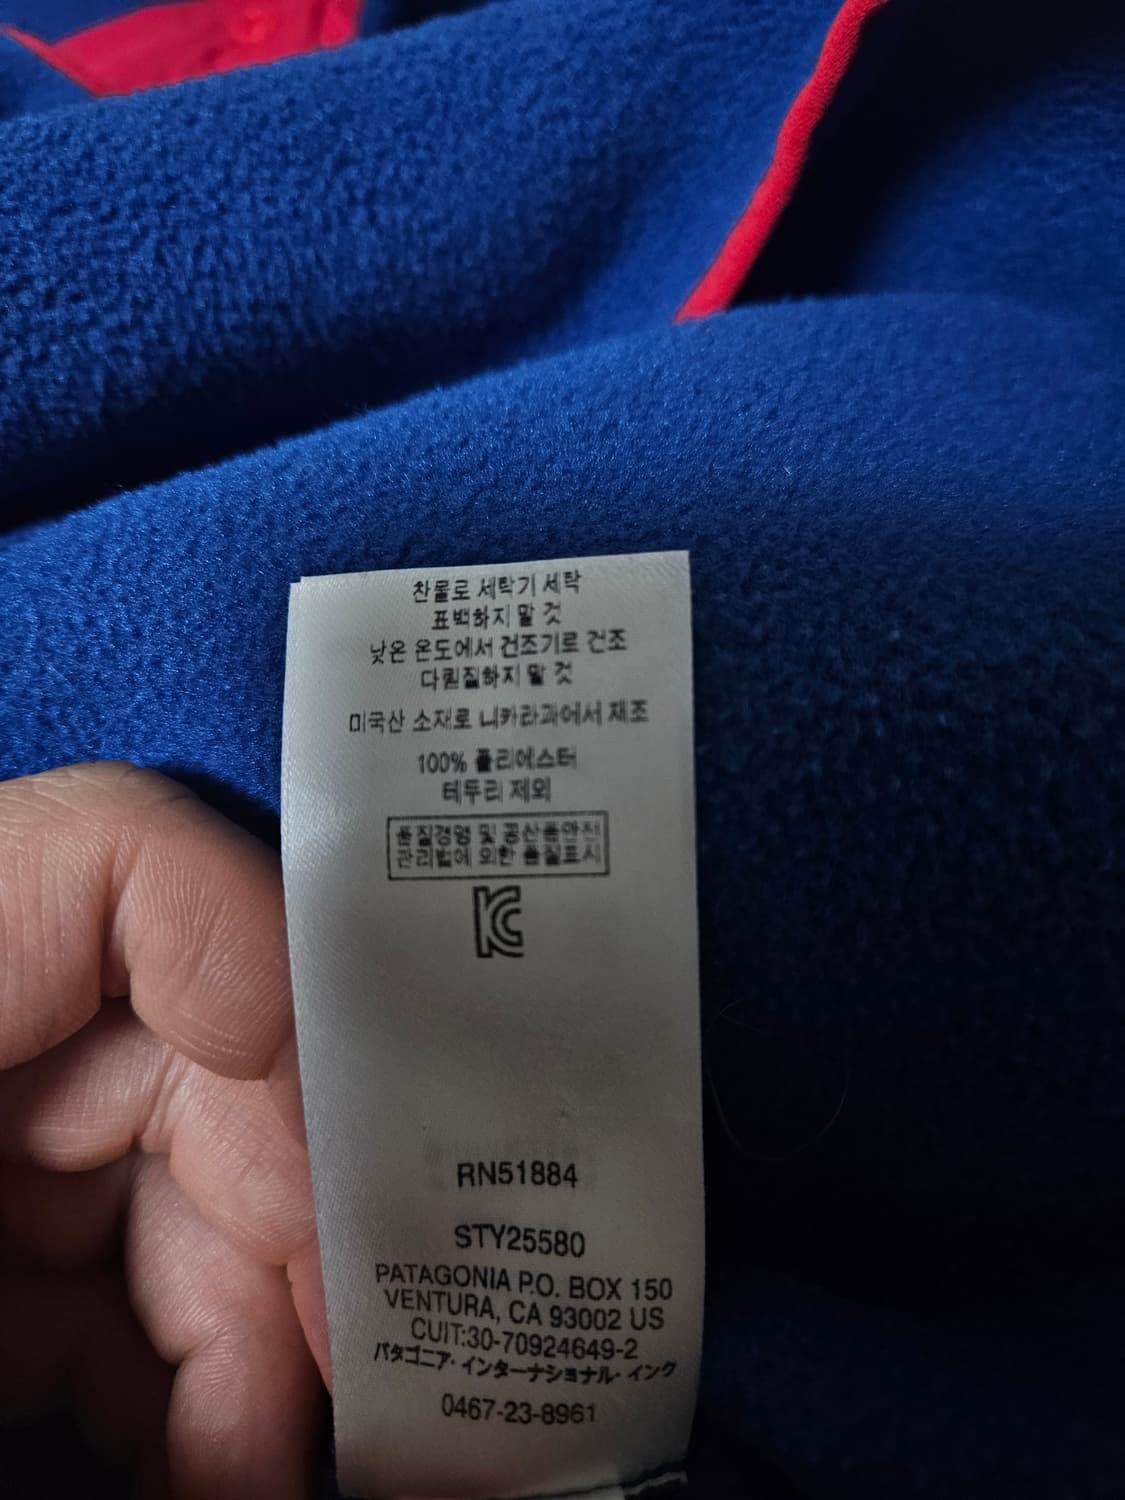 찬물로 세탁기 세탁
표백하지 말 것
낮은 온도에서 건조기로 건조
다림질하지 말 것
미국산 소재로 니카라과에서 제조
100% 폴리에스터
테두리 제외
품질경영 및 공산품안전
관리법에 의한 품질표시
KC
RN51884
STY25580
PATAGONIA P.O. BOX 150
VENTURA, CA 93002 US
CUIT:30-70924649-2
パタゴニア・インターナショナル・インク
0467-23-8961